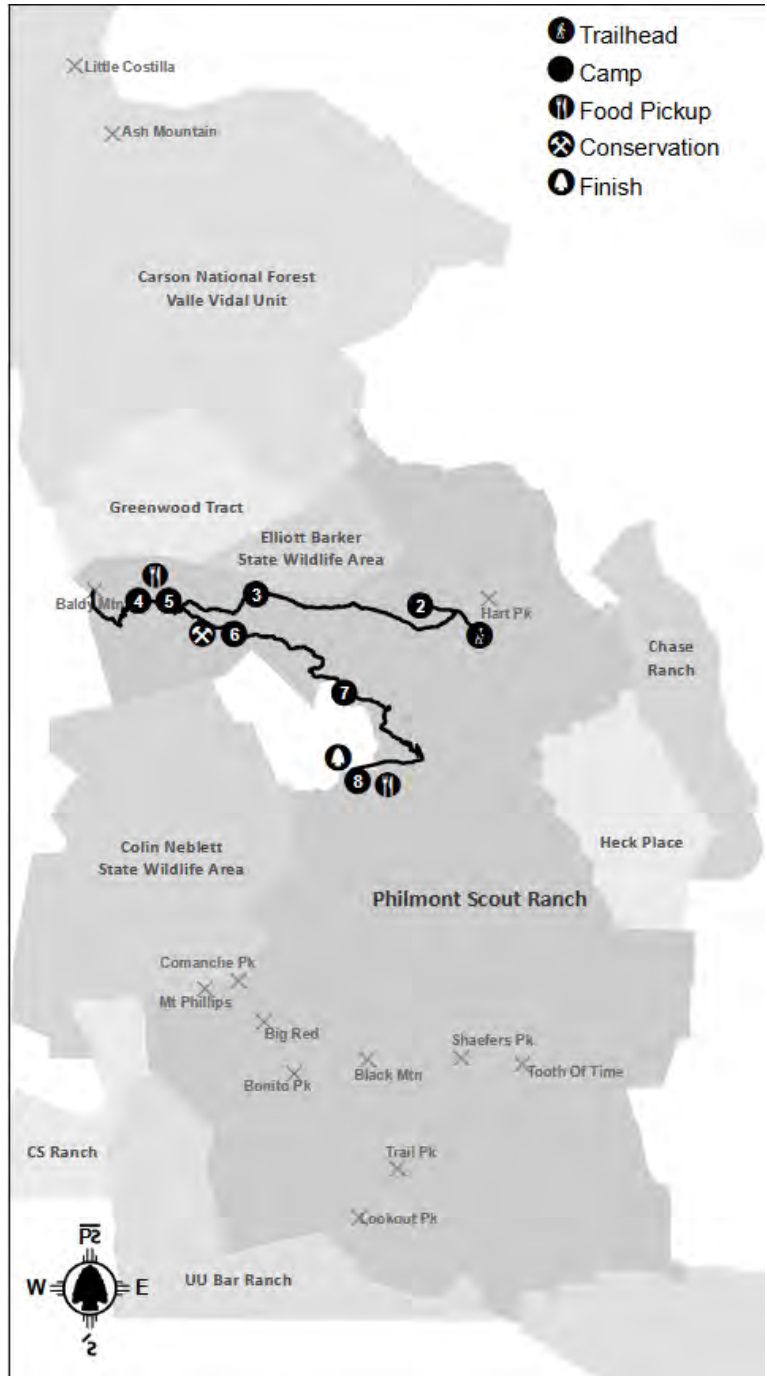 Trailhead
Camp
Food Pickup
Conservation
Finish
Little Costilla
Ash Mountain
Carson National Forest
Valle Vidal Unit
Greenwood Tract
Elliott Barker
State Wildlife Area
Baldy Mtn
4
5
3
2
Hart Pk
6
7
8
Chase
Ranch
Heck Place
Colin Neblett
State Wildlife Area
Philmont Scout Ranch
Comanche Pk
Mt Phillips
Big Red
Bonito Pk
Black Mtn
Shaefers Pk
Tooth Of Time
CS Ranch
Trail Pk
Lookout Pk
UU Bar Ranch
W
E